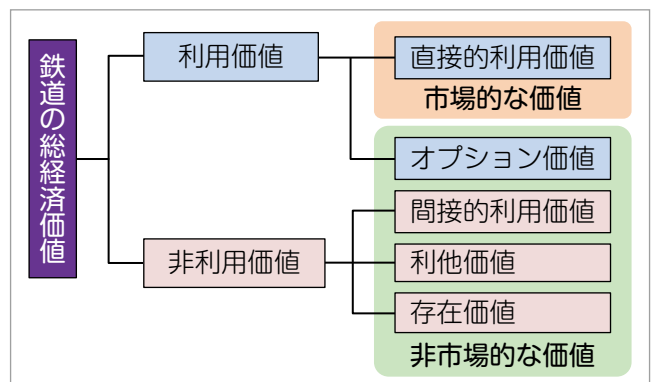 鉄道の総経済価値
利用価値
直接的利用価値
市場的な価値
オプション価値
非利用価値
間接的利用価値
利他価値
存在価値
非市場的な価値